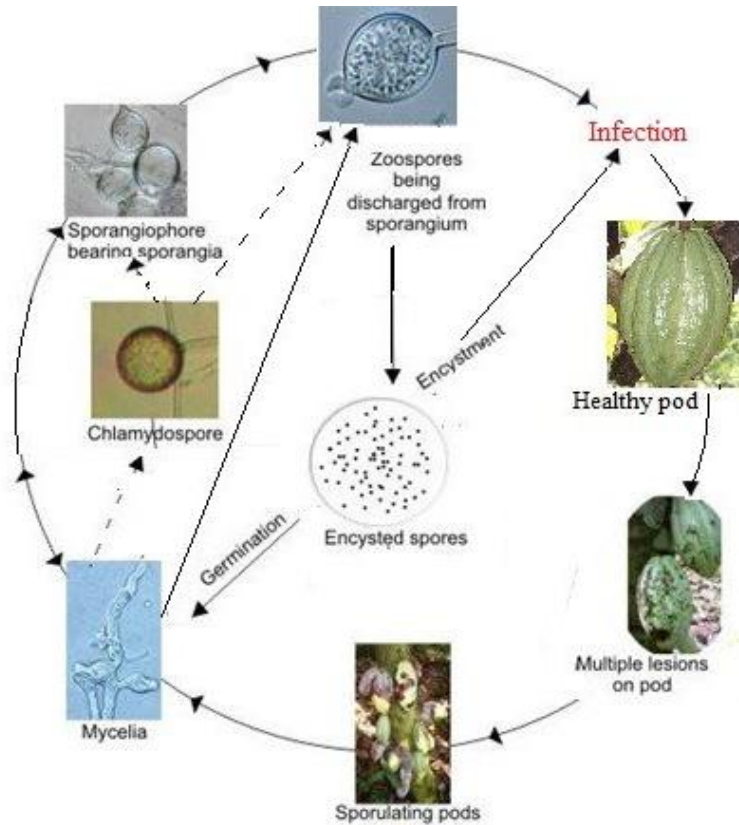 Infection
Zoospores
being
discharged from
sporangium
Sporangiophore
bearing sporangia
Encystment
Healthy pod
Chlamydospore
Encysted spores
Germination
Multiple lesions
on pod
Mycelia
Sporulating pods